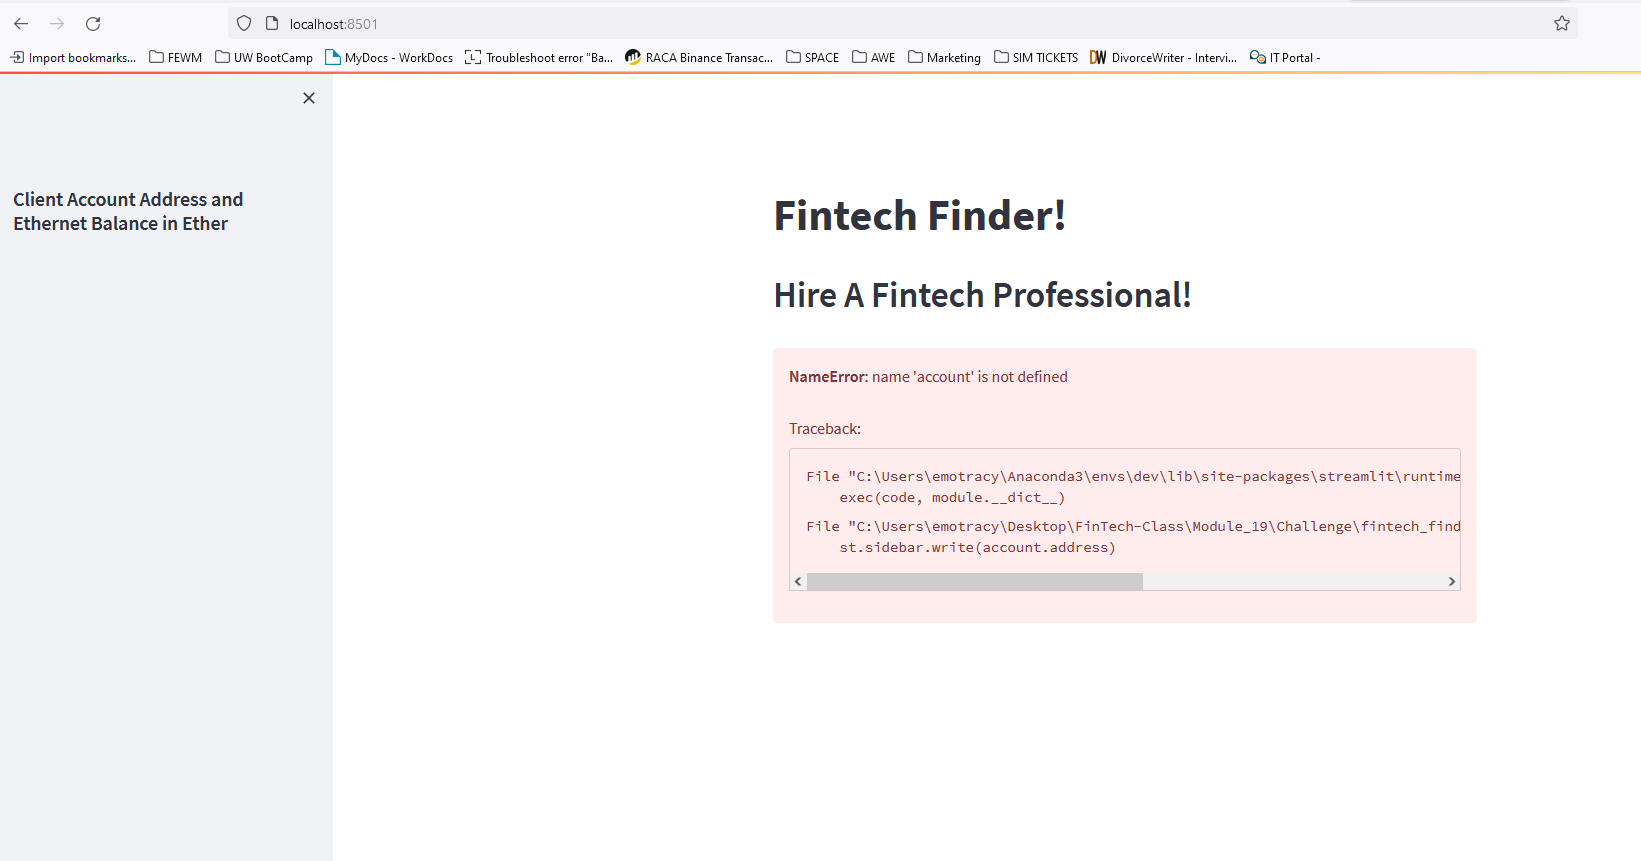 localhost:8501
Import bookmarks... FEWM UW BootCamp MyDocs - WorkDocs Troubleshoot error "Ba... RACA Binance Transac... SPACE AWE Marketing SIM TICKETS DW DivorceWriter - Intervi... IT Portal -
Client Account Address and
Ethernet Balance in Ether
Fintech Finder!
Hire A Fintech Professional!
NameError: name 'account' is not defined
Traceback:
File "C:\Users\emotracy\Anaconda3\envs\dev\lib\site-packages\streamlit\runtime
exec(code, module.__dict__)
File "C:\Users\emotracy\Desktop\FinTech-Class\Module_19\Challenge\fintech_find
st.sidebar.write(account.address)